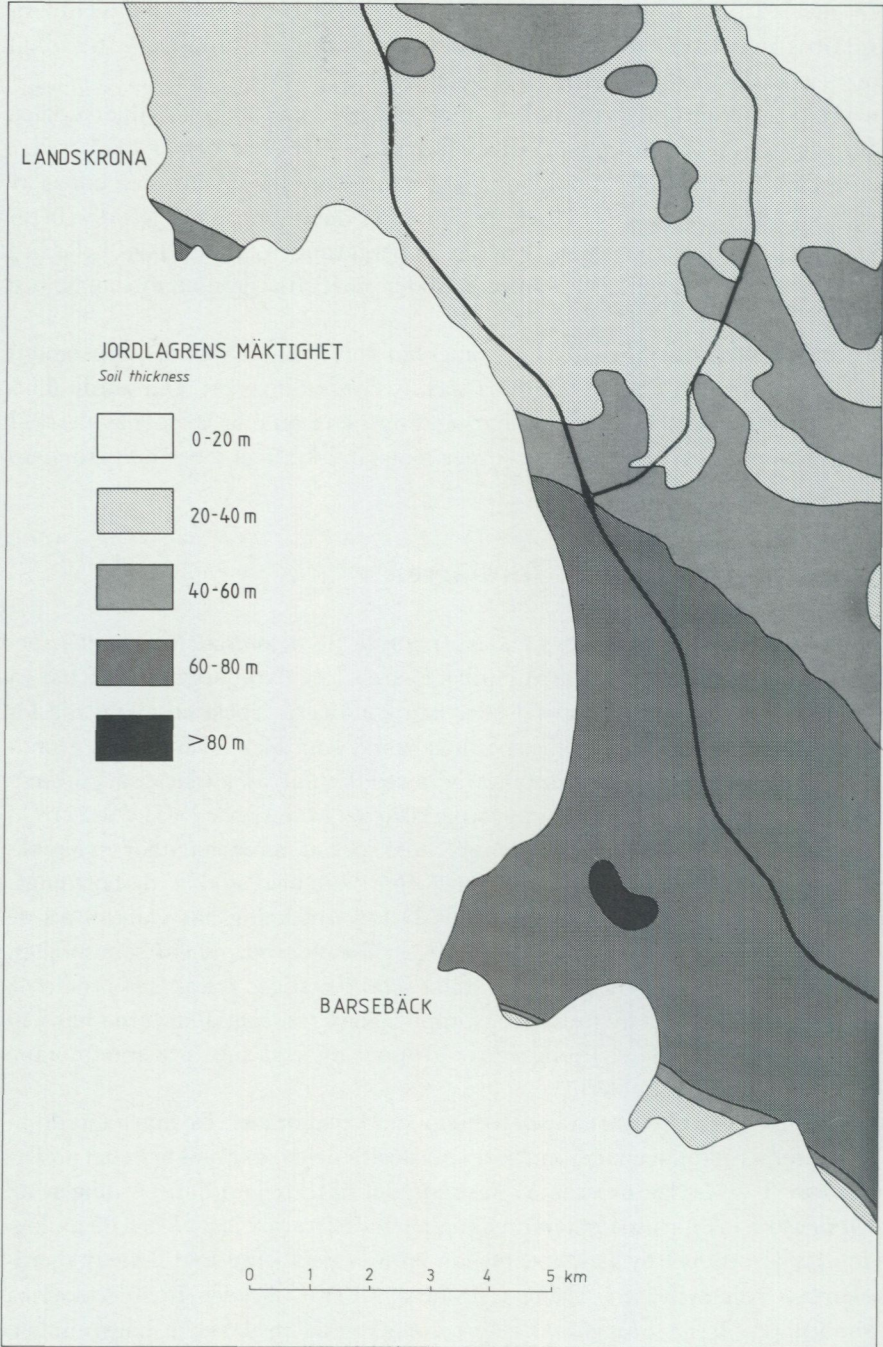 LANDSKRONA
JORDLAGRENS MÄKTIGHET
Soil thickness
0-20 m
20-40 m
40-60 m
60-80 m
>80 m
BARSEBÄCK
0 1 2 3 4 5 km